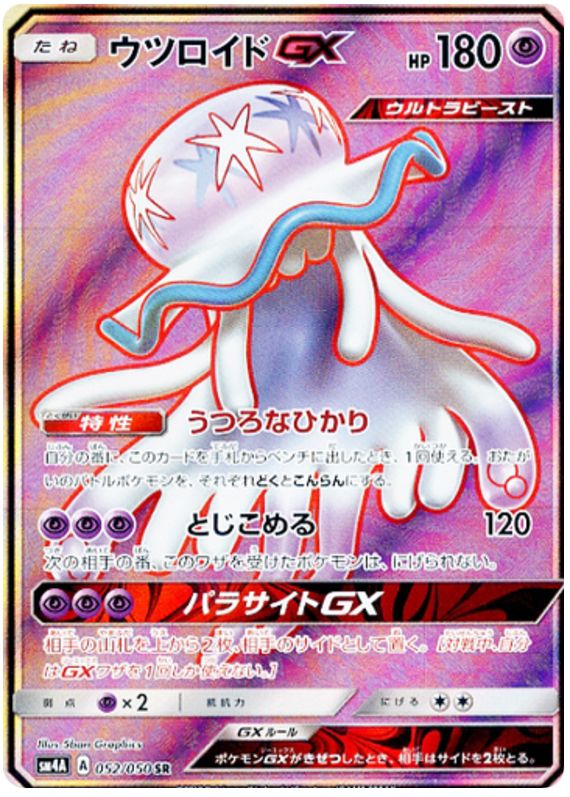 たね ウツロイドGX HP180
ウルトラビースト
特性 うつろなひかり
自分の番に、このカードを手札からベンチに出したとき、1回使える。おたが
いのバトルポケモンを、それぞれどくとこんらんにする。
とじこめる 120
次の相手の番、このワザを受けたポケモンは、にげられない。
パラサイトGX
相手の山札を上から2枚、相手のサイドとして置く。[対戦中、自分
はGXワザを1回しか使えない。]
弱点 ×2 抵抗力 にげる
GXルール
Illus. 5ban Graphics
ポケモンGXがきぜつしたとき、相手はサイドを2枚とる。
SM4A A 052/050 SR